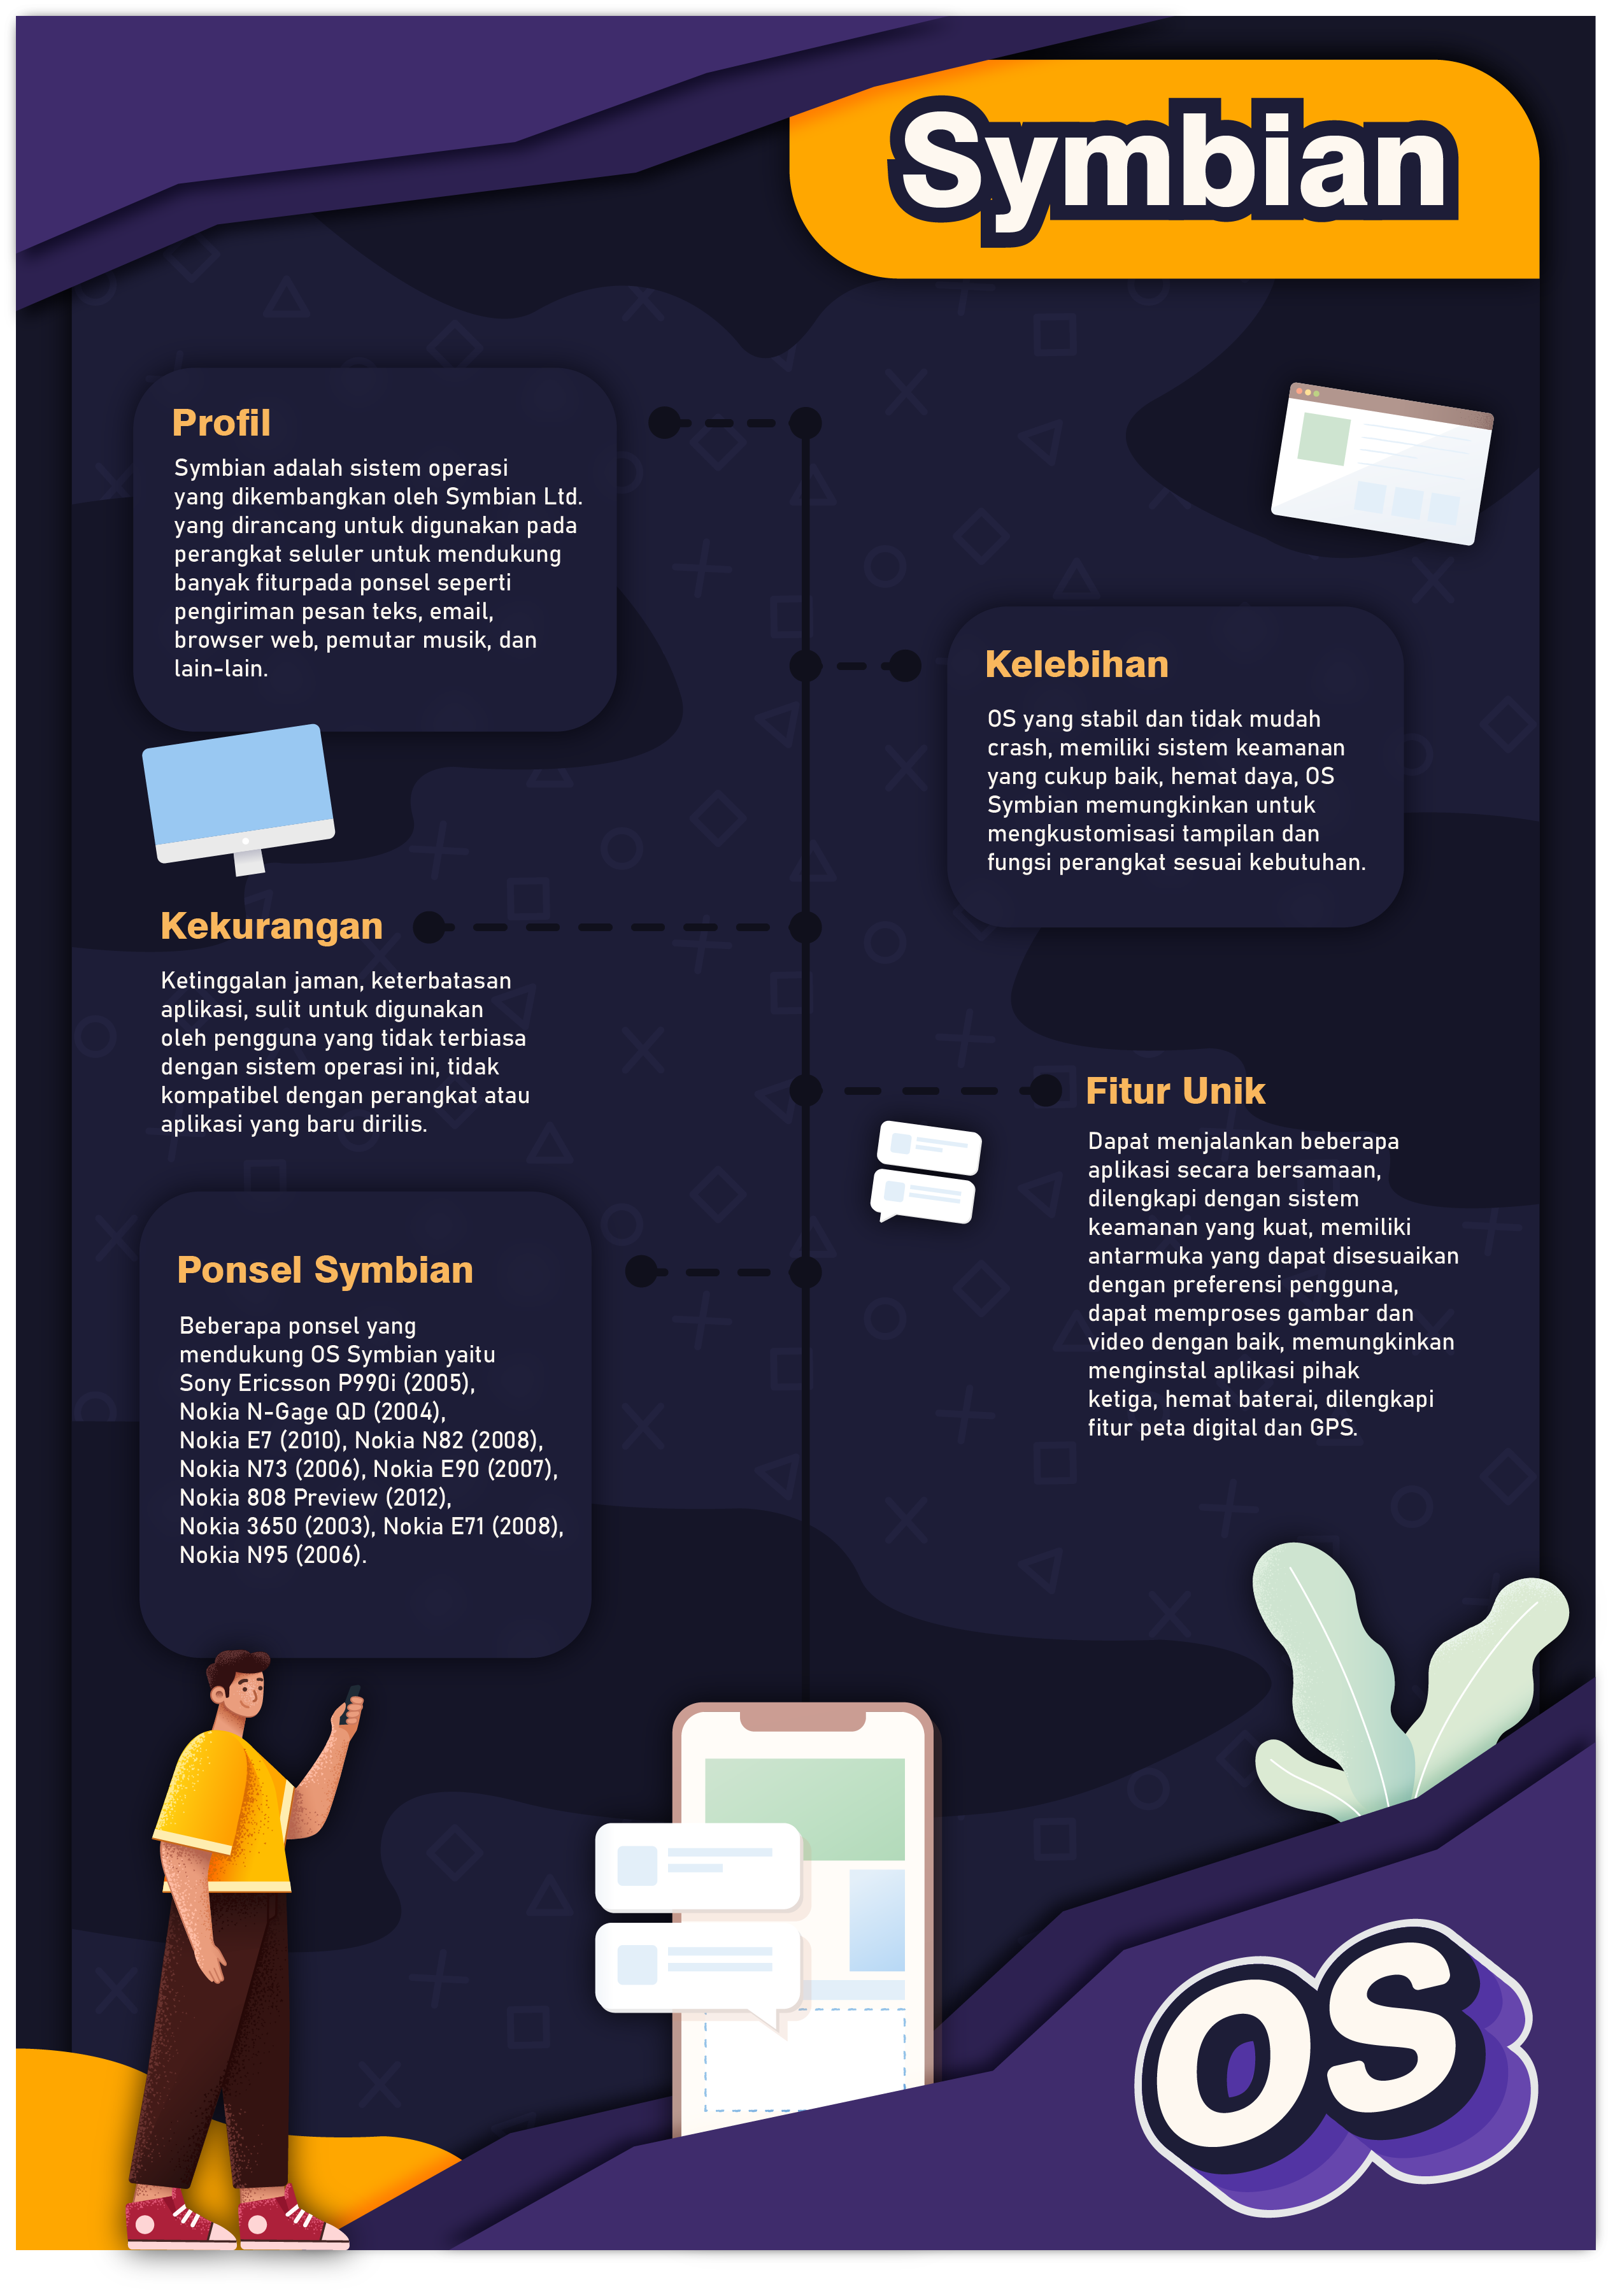 Symbian
Profil
Symbian adalah sistem operasi
yang dikembangkan oleh Symbian Ltd.
yang dirancang untuk digunakan pada
perangkat seluler untuk mendukung
banyak fiturpada ponsel seperti
pengiriman pesan teks, email,
browser web, pemutar musik, dan
lain-lain.
Kelebihan
OS yang stabil dan tidak mudah
crash, memiliki sistem keamanan
yang cukup baik, hemat daya, OS
Symbian memungkinkan untuk
mengkustomisasi tampilan dan
fungsi perangkat sesuai kebutuhan.
Kekurangan
Ketinggalan jaman, keterbatasan
aplikasi, sulit untuk digunakan
oleh pengguna yang tidak terbiasa
dengan sistem operasi ini, tidak
kompatibel dengan perangkat atau
aplikasi yang baru dirilis.
Fitur Unik
Dapat menjalankan beberapa
aplikasi secara bersamaan,
dilengkapi dengan sistem
keamanan yang kuat, memiliki
antarmuka yang dapat disesuaikan
dengan preferensi pengguna,
dapat memproses gambar dan
video dengan baik, memungkinkan
menginstal aplikasi pihak
ketiga, hemat baterai, dilengkapi
fitur peta digital dan GPS.
Ponsel Symbian
Beberapa ponsel yang
mendukung OS Symbian yaitu
Sony Ericsson P990i (2005),
Nokia N-Gage QD (2004),
Nokia E7 (2010), Nokia N82 (2008),
Nokia N73 (2006), Nokia E90 (2007),
Nokia 808 Preview (2012),
Nokia 3650 (2003), Nokia E71 (2008),
Nokia N95 (2006).
OS